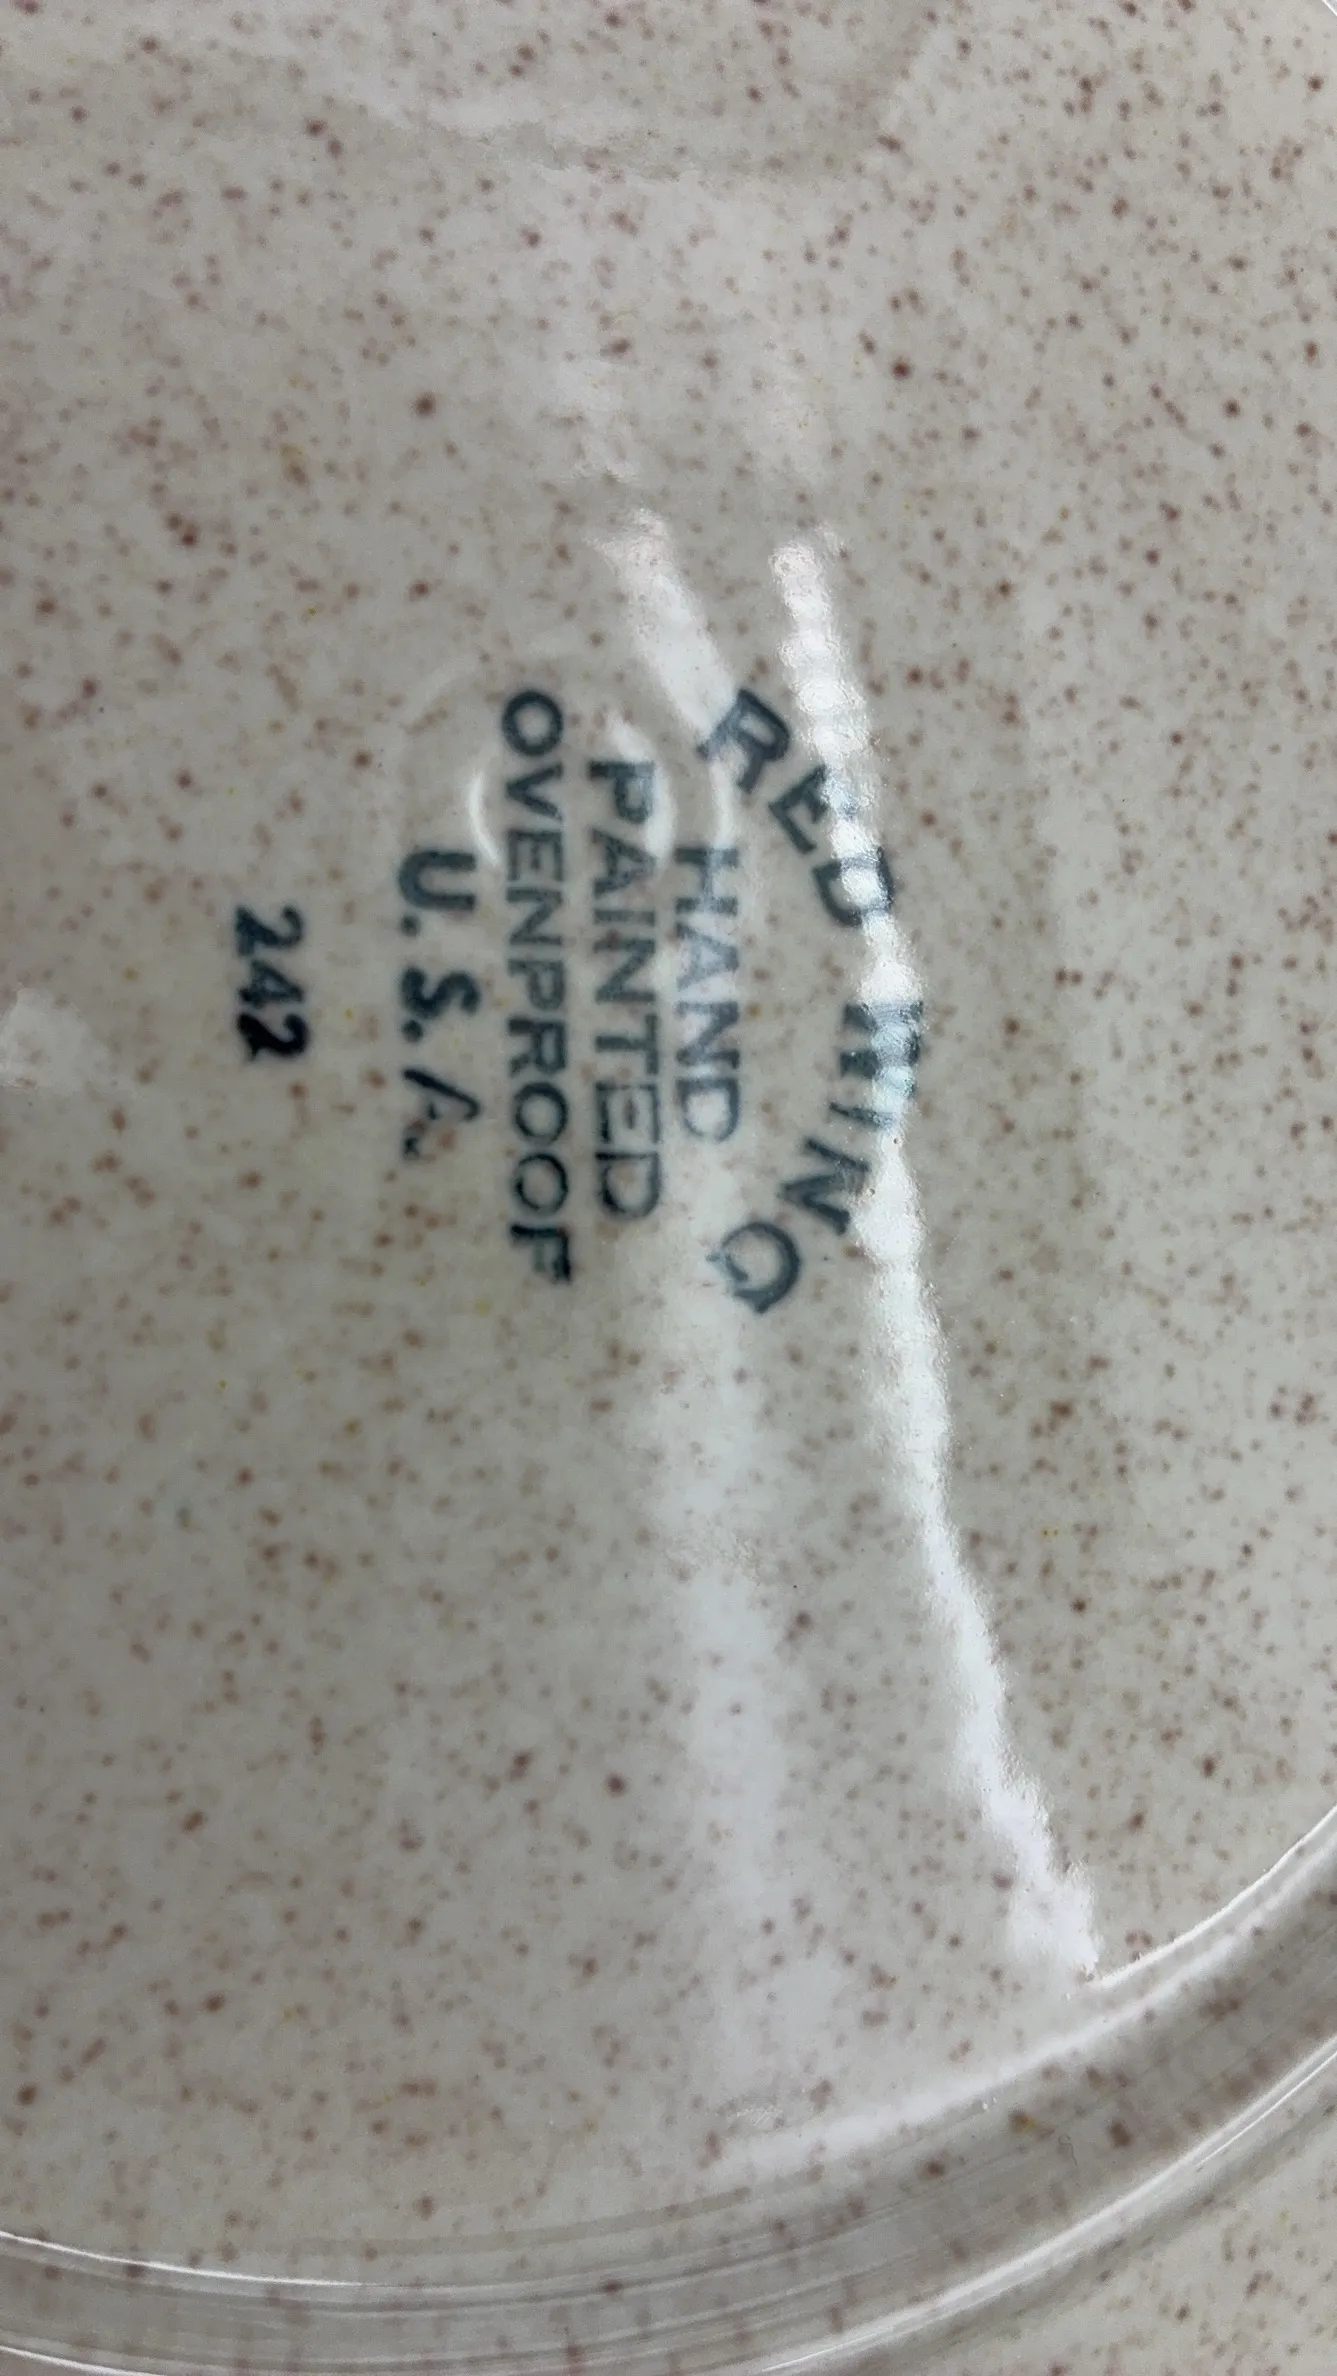 RED WING
HAND
PAINTED
OVENPROOF
U.S.A.
242